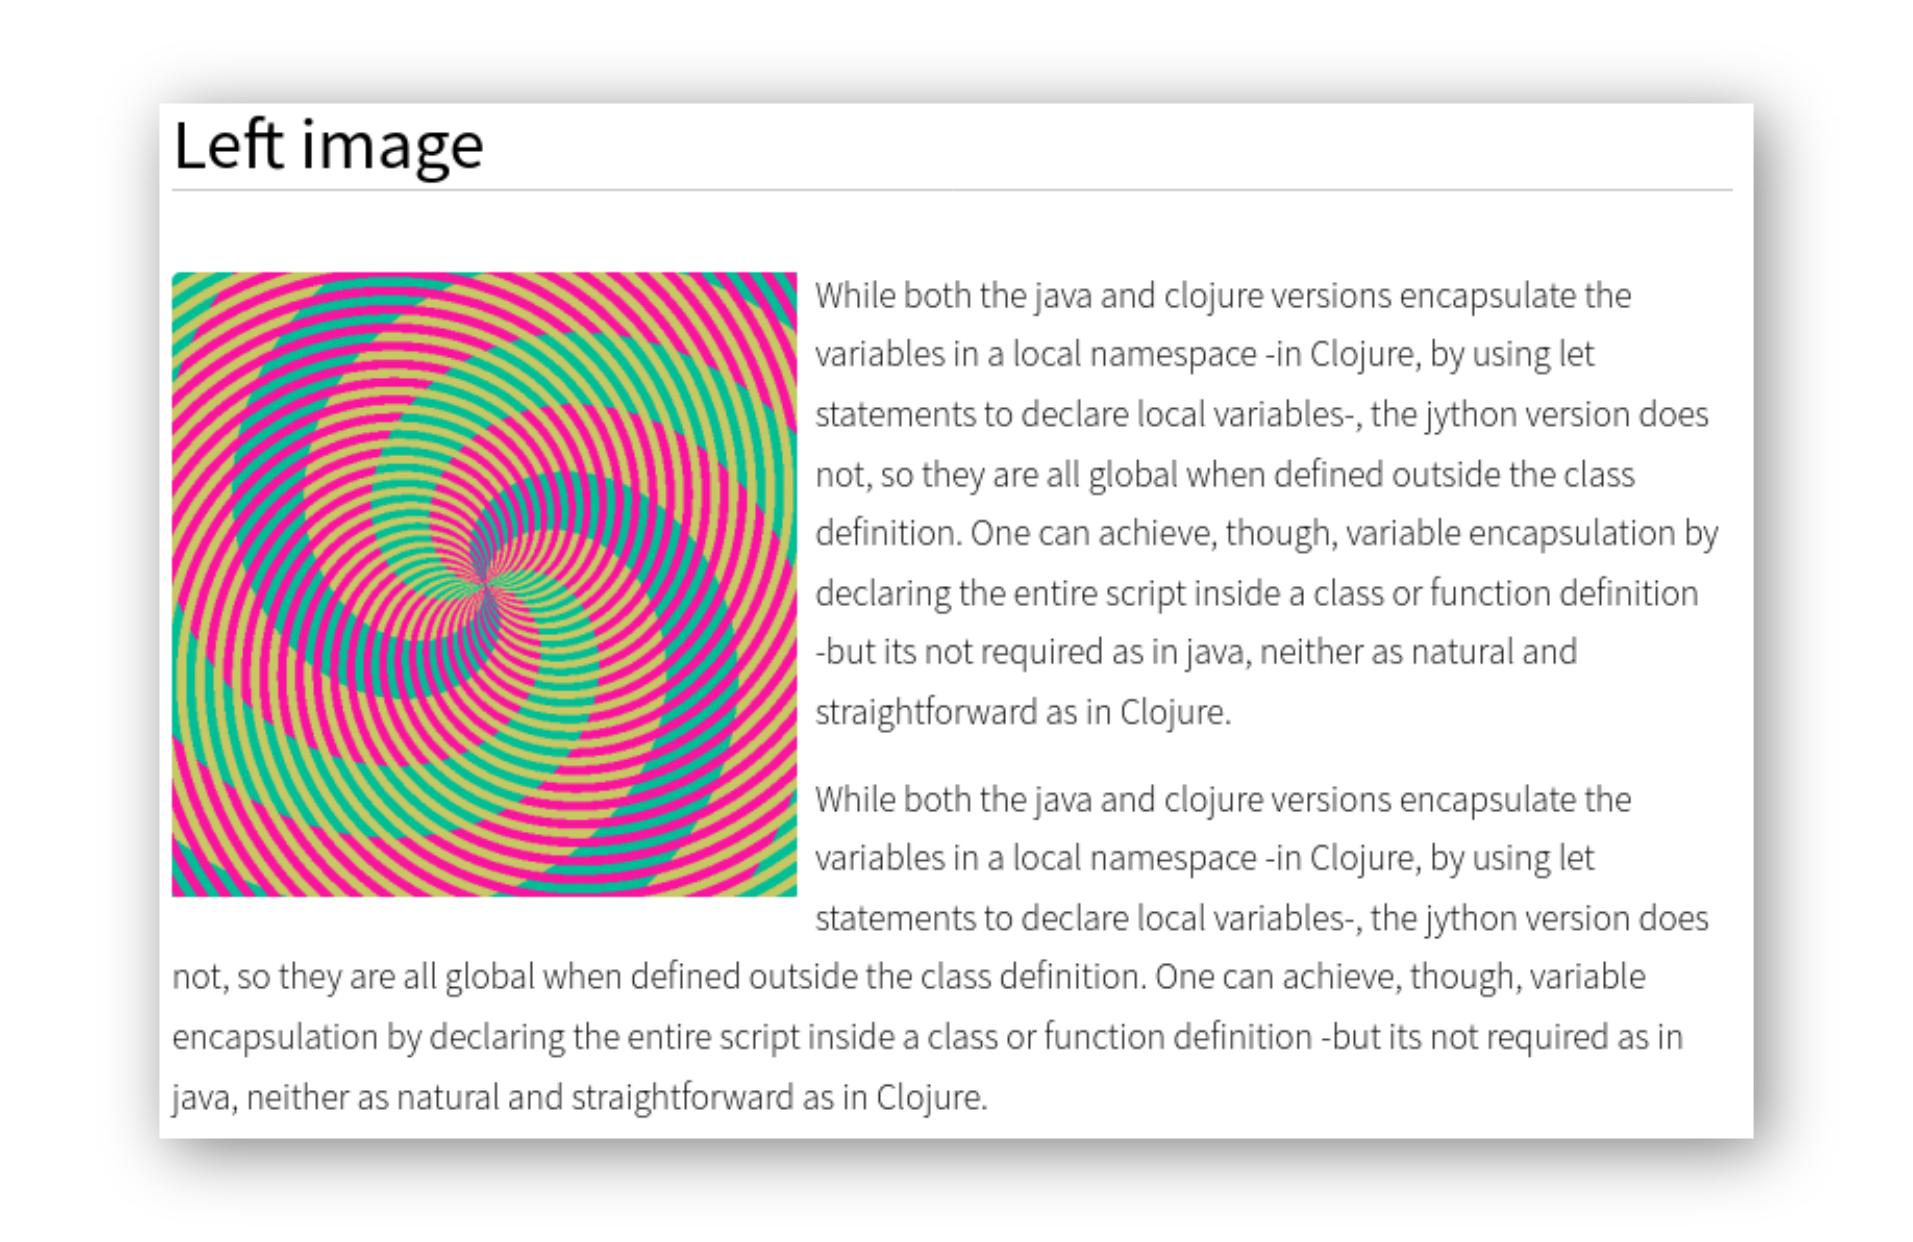 Left image
While both the java and clojure versions encapsulate the
variables in a local namespace -in Clojure, by using let
statements to declare local variables-, the jython version does
not, so they are all global when defined outside the class
definition. One can achieve, though, variable encapsulation by
declaring the entire script inside a class or function definition
-but its not required as in java, neither as natural and
straightforward as in Clojure.
While both the java and clojure versions encapsulate the
variables in a local namespace -in Clojure, by using let
statements to declare local variables-, the jython version does
not, so they are all global when defined outside the class definition. One can achieve, though, variable
encapsulation by declaring the entire script inside a class or function definition -but its not required as in
java, neither as natural and straightforward as in Clojure.